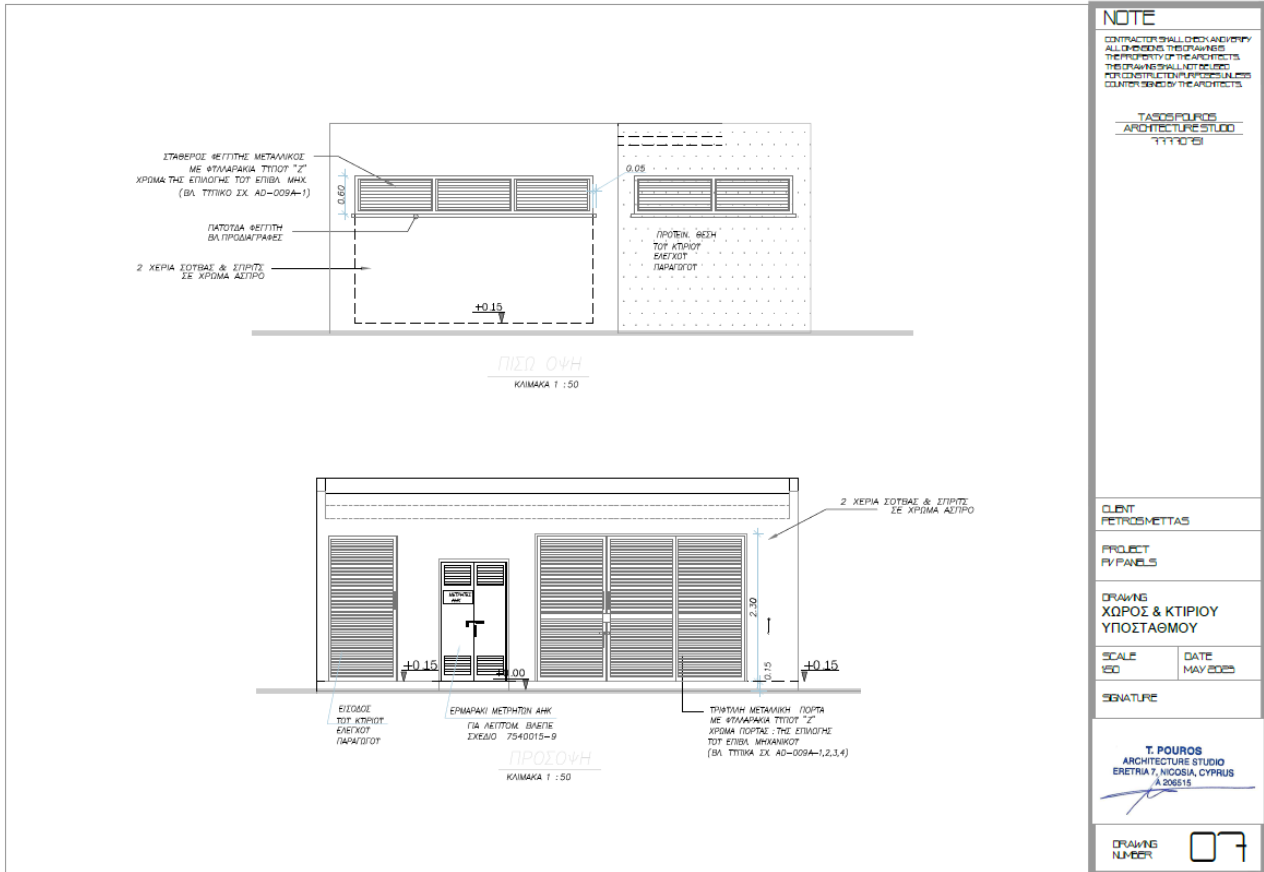 ΣΤΑΘΕΡΟΣ ΦΕΓΓΙΤΗΣ ΜΕΤΑΛΛΙΚΟΣ
ΜΕ ΦΥΛΛΑΡΑΚΙΑ ΤΥΠΟΥ "Z"
ΧΡΩΜΑ: ΤΗΣ ΕΠΙΛΟΓΗΣ ΤΟΥ ΕΠΙΒΛ. ΜΗΧ.
(ΒΛ. ΤΥΠΙΚΟ ΣΧ. AD-009A-1)
ΠΑΤΟΥΔΑ ΦΕΓΓΙΤΗ
ΒΛ.ΠΡΟΔΙΑΓΡΑΦΕΣ
2 ΧΕΡΙΑ ΣΟΥΒΑΣ & ΣΠΡΙΤΣ
ΣΕ ΧΡΩΜΑ ΑΣΠΡΟ
0.60
0.05
ΠΡΟΤΕΙΝ. ΘΕΣΗ
ΤΟΥ ΚΤΙΡΙΟΥ
ΕΛΕΓΧΟΥ
ΠΑΡΑΓΩΓΟΥ
+0.15
ΠΙΣΩ ΟΨΗ
ΚΛΙΜΑΚΑ 1 :50
2 ΧΕΡΙΑ ΣΟΥΒΑΣ & ΣΠΡΙΤΣ
ΣΕ ΧΡΩΜΑ ΑΣΠΡΟ
ΜΕΤΡΗΤΕΣ
ΑΗΚ
2.30
0.15
+0.15
+0.00
+0.15
ΕΙΣΟΔΟΣ
ΤΟΥ ΚΤΙΡΙΟΥ
ΕΛΕΓΧΟΥ
ΠΑΡΑΓΩΓΟΥ
ΕΡΜΑΡΑΚΙ ΜΕΤΡΗΤΩΝ ΑΗΚ
ΓΙΑ ΛΕΠΤΟΜ. ΒΛΕΠΕ
ΣΧΕΔΙΟ 7540015-9
ΤΡΙΦΥΛΛΗ ΜΕΤΑΛΛΙΚΗ ΠΟΡΤΑ
ΜΕ ΦΥΛΛΑΡΑΚΙΑ ΤΥΠΟΥ "Z"
ΧΡΩΜΑ ΠΟΡΤΑΣ : ΤΗΣ ΕΠΙΛΟΓΗΣ
ΤΟΥ ΕΠΙΒΛ. ΜΗΧΑΝΙΚΟΥ
(ΒΛ. ΤΥΠΙΚΑ ΣΧ. AD-009A-1,2,3,4)
ΠΡΟΣΟΨΗ
ΚΛΙΜΑΚΑ 1 :50
NOTE
CONTRACTOR SHALL CHECK AND VERIFY
ALL DIMENSIONS. THIS DRAWING IS
THE PROPERTY OF THE ARCHITECTS.
THIS DRAWING SHALL NOT BE USED
FOR CONSTRUCTION PURPOSES UNLESS
COUNTER SIGNED BY THE ARCHITECTS.
TASOS POUROS
ARCHITECTURE STUDIO
77770751
CLIENT
PETROS METTAS
PROJECT
PV PANELS
DRAWING
ΧΩΡΟΣ & ΚΤΙΡΙΟΥ
ΥΠΟΣΤΑΘΜΟΥ
SCALE
1:50
DATE
MAY 2023
SIGNATURE
T. POUROS
ARCHITECTURE STUDIO
ERETRIA 7, NICOSIA, CYPRUS
A 206515
DRAWING
NUMBER
07